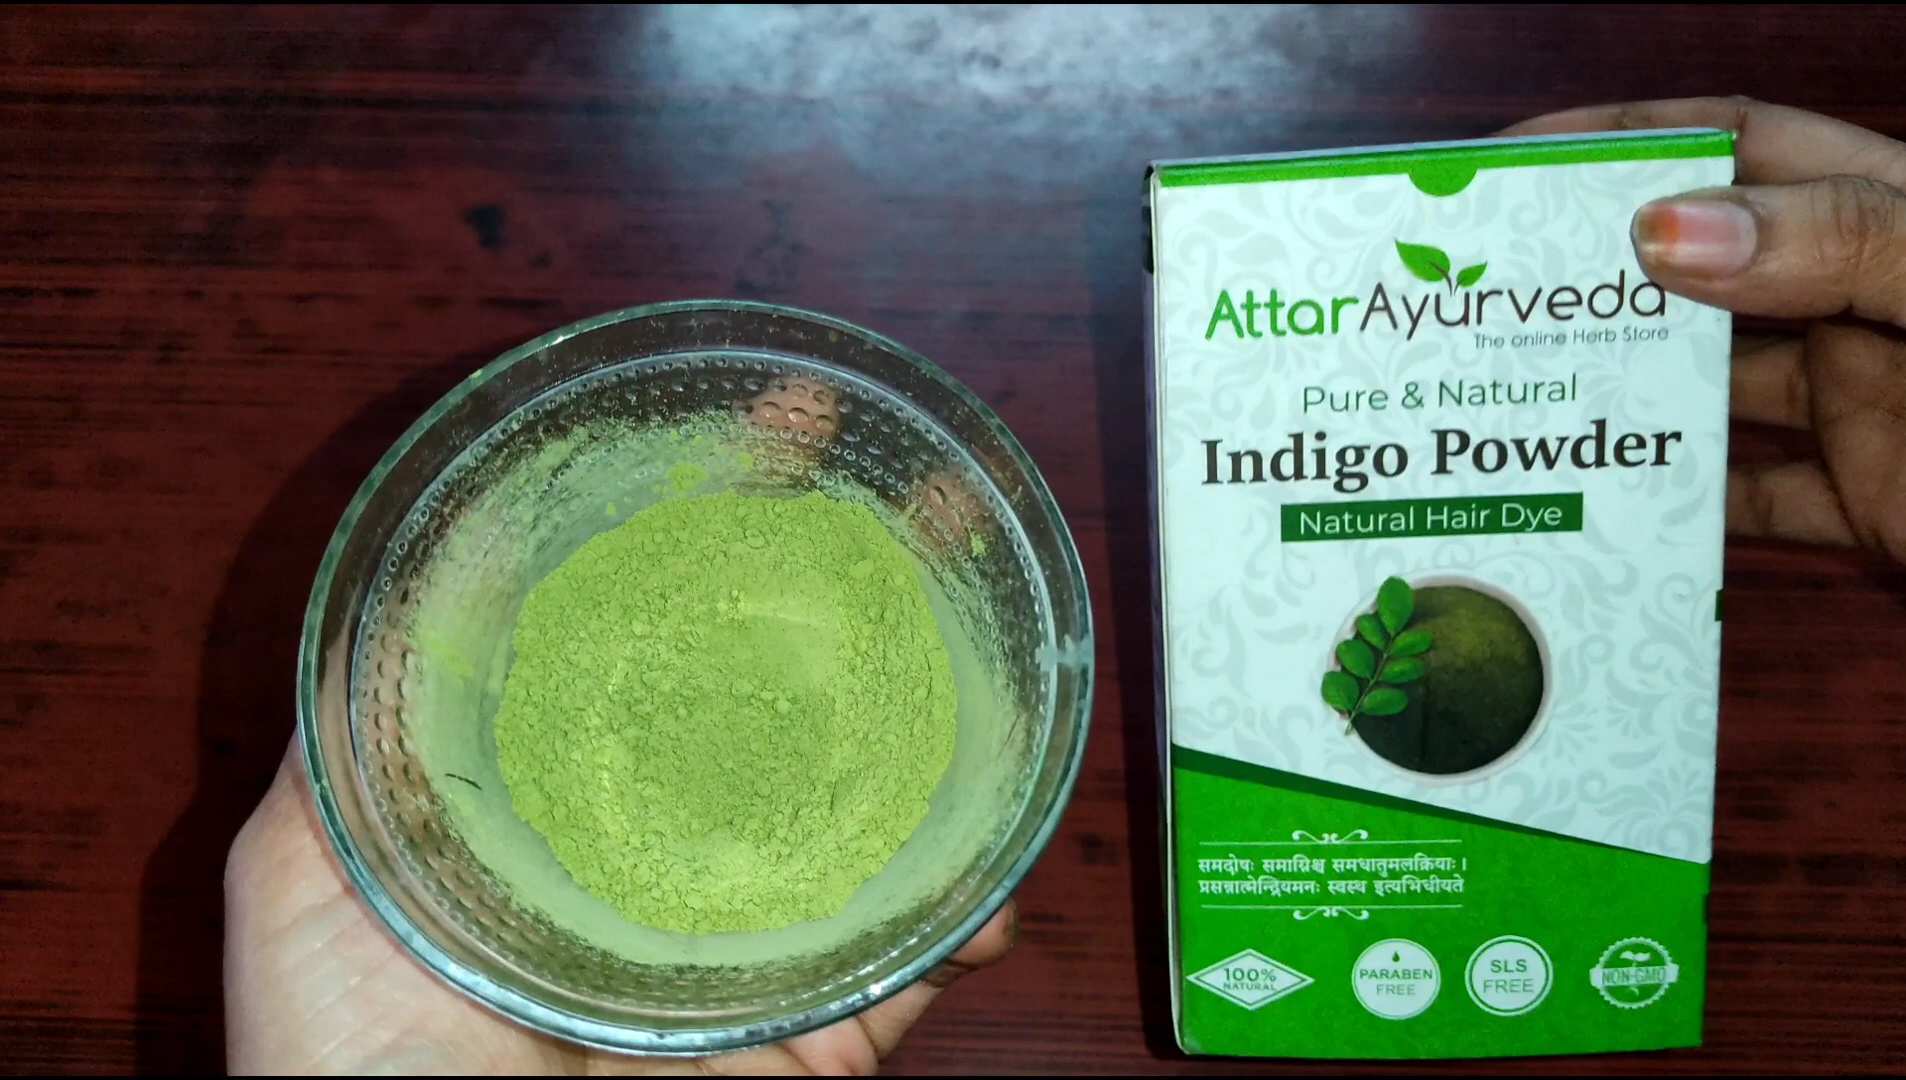 AttarAyurveda
The online Herb Store
Pure & Natural
Indigo Powder
Natural Hair Dye
समदोषः समाग्निश्च समधातुमलक्रियाः।
प्रसन्नात्मेन्द्रियमनः स्वस्थ इत्यभिधीयते
100%
NATURAL
PARABEN
FREE
SLS
FREE
NON-GMO